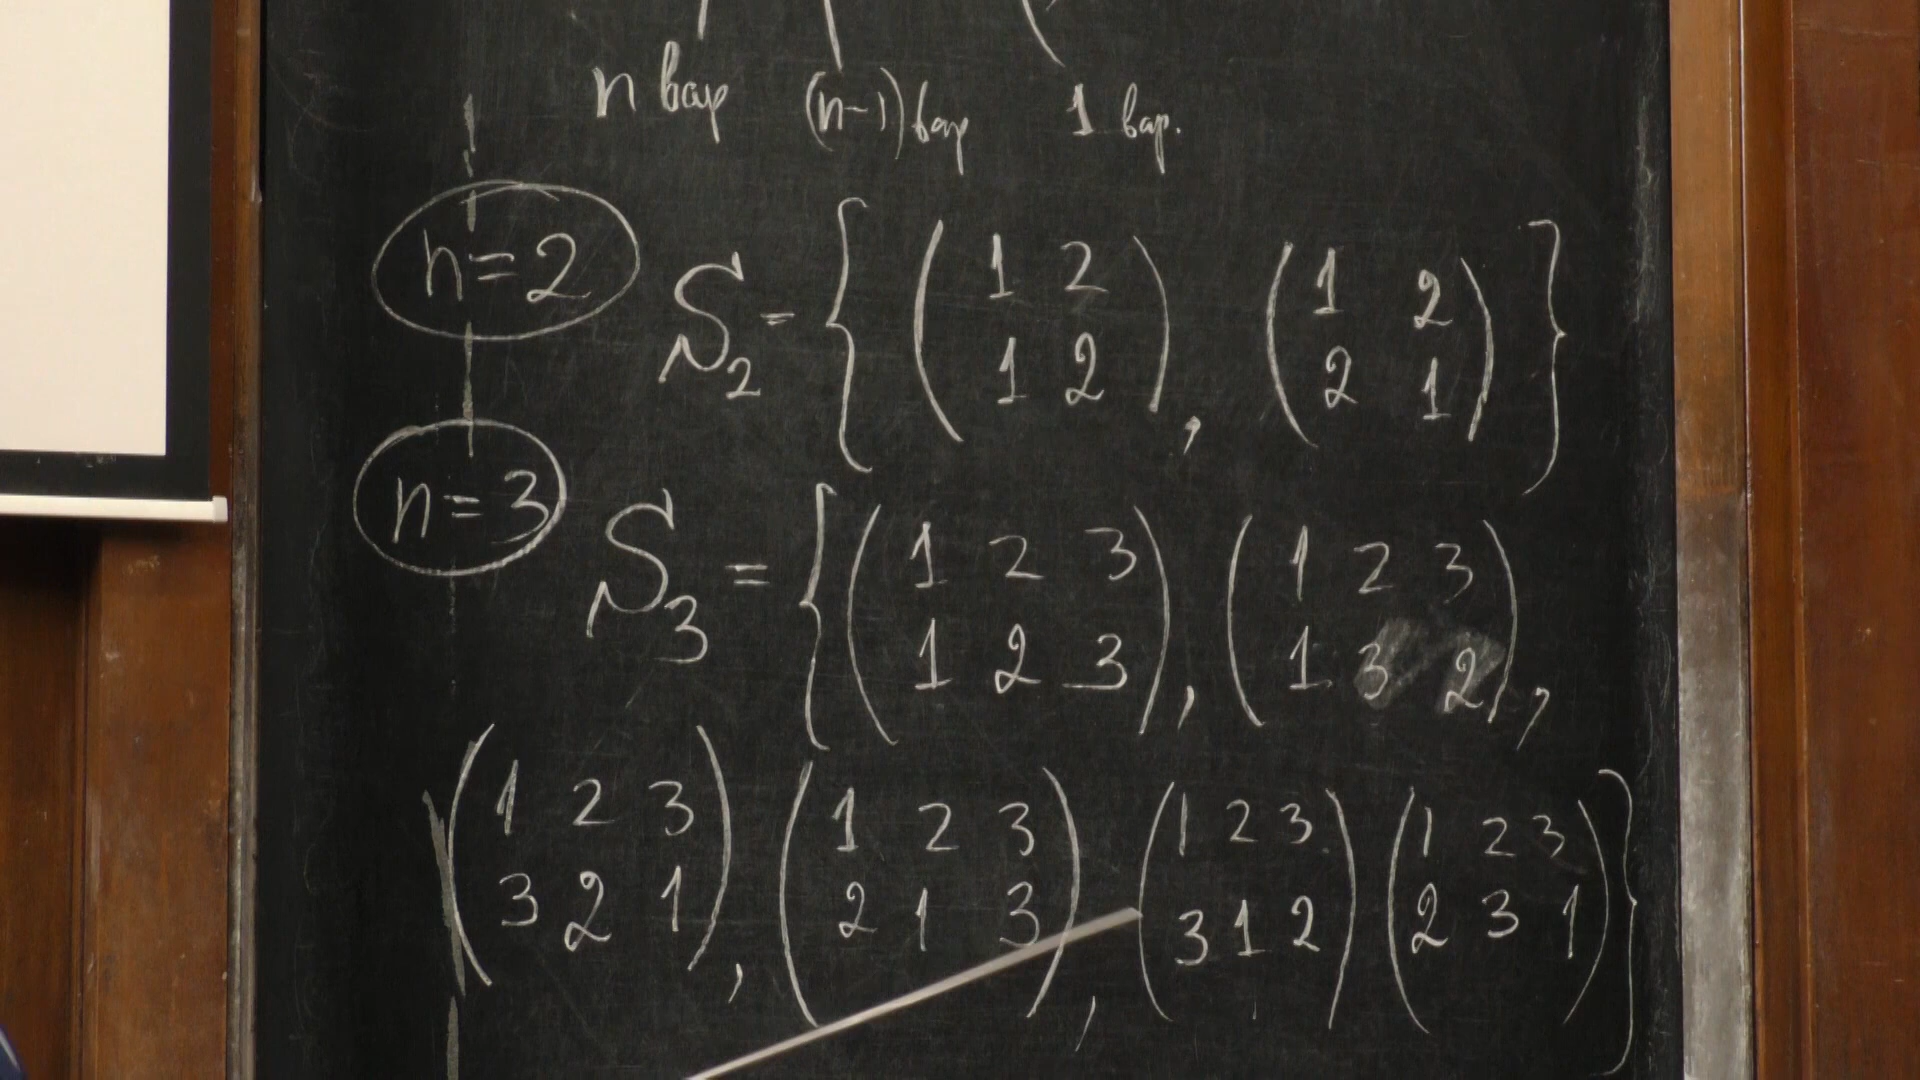 n вар (n-1) вар 1 вар.
n=2 S₂ = { ( 1 2
1 2 ) , ( 1 2
2 1 ) }
n=3 S₃ = { ( 1 2 3
1 2 3 ) , ( 1 2 3
1 3 2 ) ,
( 1 2 3
3 2 1 ) , ( 1 2 3
2 1 3 ) , ( 1 2 3
3 1 2 ) ( 1 2 3
2 3 1 ) }